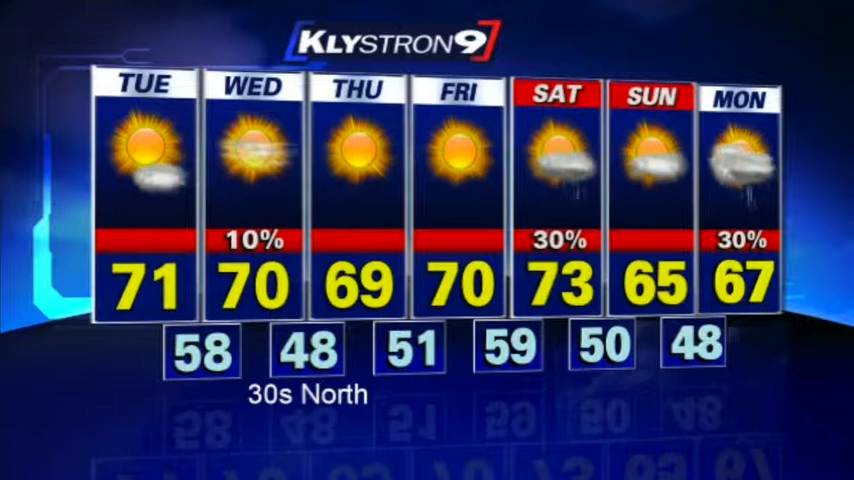 KLYSTRON9
TUE WED THU FRI SAT SUN MON
10% 30% 30%
71 70 69 70 73 65 67
58 48 51 59 50 48
30s North